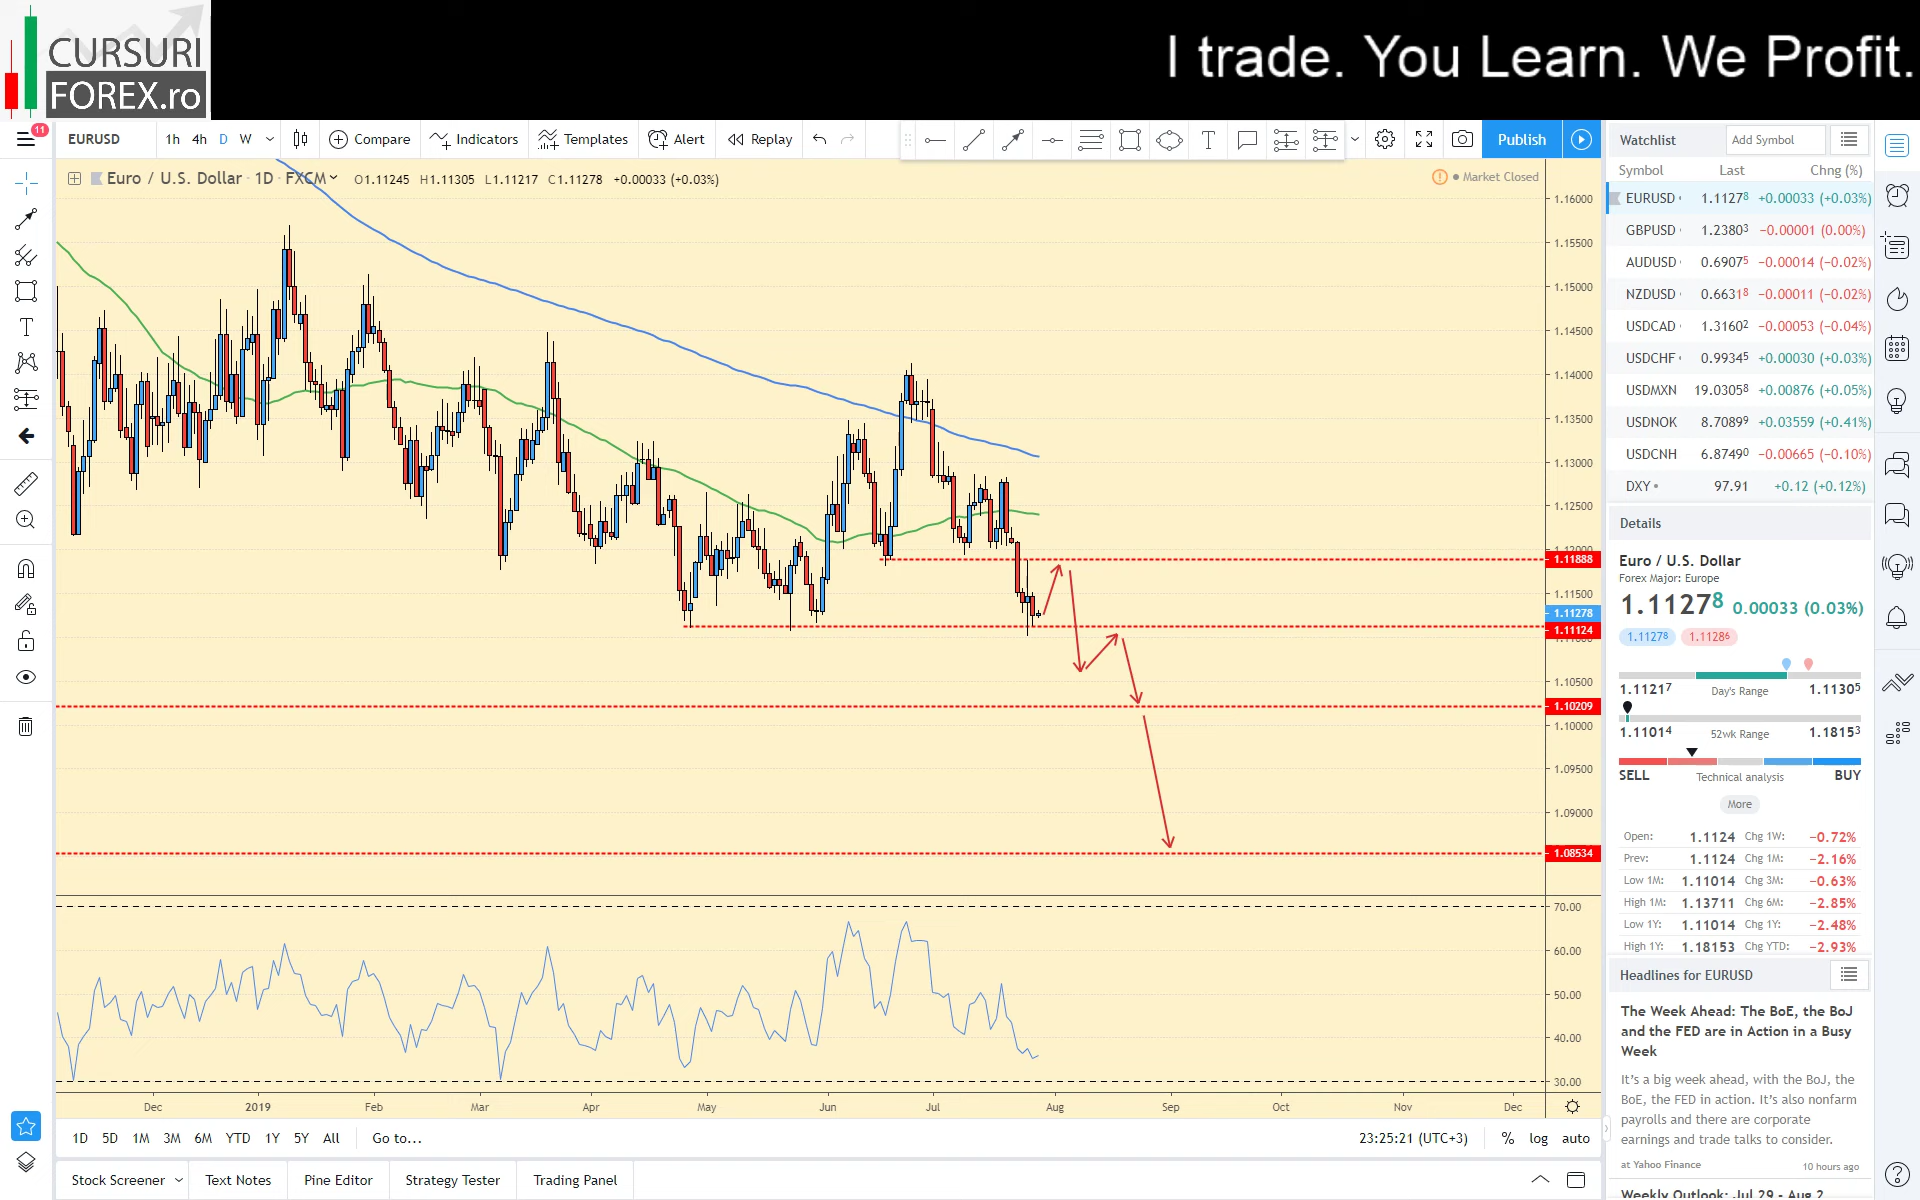 CURSURI
FOREX.ro
I trade. You Learn. We Profit.
11
EURUSD 1h 4h D W Compare Indicators Templates Alert Replay Publish
Euro / U.S. Dollar · 1D · FXCM O1.11245 H1.11305 L1.11217 C1.11278 +0.00033 (+0.03%)
Market Closed
1.16000
1.15500
1.15000
1.14500
1.14000
1.13500
1.13000
1.12500
1.12000
1.11888
1.11500
1.11278
1.11124
1.11000
1.10500
1.10209
1.10000
1.09500
1.09000
1.08534
70.00
60.00
50.00
40.00
30.00
Dec 2019 Feb Mar Apr May Jun Jul Aug Sep Oct Nov Dec
1D 5D 1M 3M 6M YTD 1Y 5Y All Go to... 23:25:21 (UTC+3) % log auto
Stock Screener Text Notes Pine Editor Strategy Tester Trading Panel
Watchlist Add Symbol
Symbol Last Chng (%)
EURUSD 1.11278 +0.00033 (+0.03%)
GBPUSD 1.23803 −0.00001 (0.00%)
AUDUSD 0.69075 −0.00014 (−0.02%)
NZDUSD 0.66318 −0.00011 (−0.02%)
USDCAD 1.31602 −0.00053 (−0.04%)
USDCHF 0.99345 +0.00030 (+0.03%)
USDMXN 19.03058 +0.00876 (+0.05%)
USDNOK 8.70899 +0.03559 (+0.41%)
USDCNH 6.87490 −0.00665 (−0.10%)
DXY 97.91 +0.12 (+0.12%)
Details
Euro / U.S. Dollar
Forex Major: Europe
1.11278 0.00033 (0.03%)
1.11278 1.11286
1.11217 Day's Range 1.11305
1.11014 52wk Range 1.18153
SELL Technical analysis BUY
More
Open: 1.1124 Chg 1W: −0.72%
Prev: 1.1124 Chg 1M: −2.16%
Low 1M: 1.11014 Chg 3M: −0.63%
High 1M: 1.13711 Chg 6M: −2.85%
Low 1Y: 1.11014 Chg 1Y: −2.48%
High 1Y: 1.18153 Chg YTD: −2.93%
Headlines for EURUSD
The Week Ahead: The BoE, the BoJ
and the FED are in Action in a Busy
Week
It's a big week ahead, with the BoJ, the
BoE, the FED in action. It's also nonfarm
payrolls and there are corporate
earnings and trade talks to consider.
at Yahoo Finance 10 hours ago
Weekly Outlook: Jul 29 - Aug 2